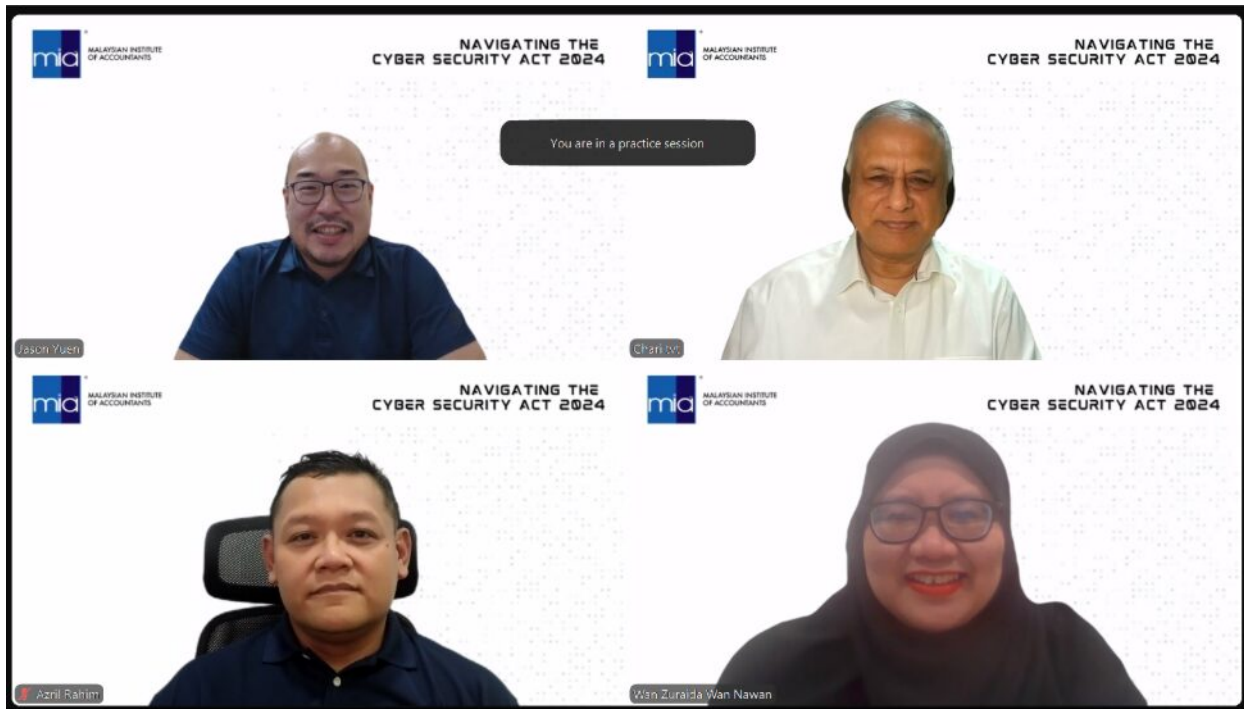 mia
MALAYSIAN INSTITUTE
OF ACCOUNTANTS
NAVIGATING THE
CYBER SECURITY ACT 2024
mia
MALAYSIAN INSTITUTE
OF ACCOUNTANTS
NAVIGATING THE
CYBER SECURITY ACT 2024
You are in a practice session
Jason Yuen
Chari tvt
mia
MALAYSIAN INSTITUTE
OF ACCOUNTANTS
NAVIGATING THE
CYBER SECURITY ACT 2024
mia
MALAYSIAN INSTITUTE
OF ACCOUNTANTS
NAVIGATING THE
CYBER SECURITY ACT 2024
Azril Rahim
Wan Zuraida Wan Nawan